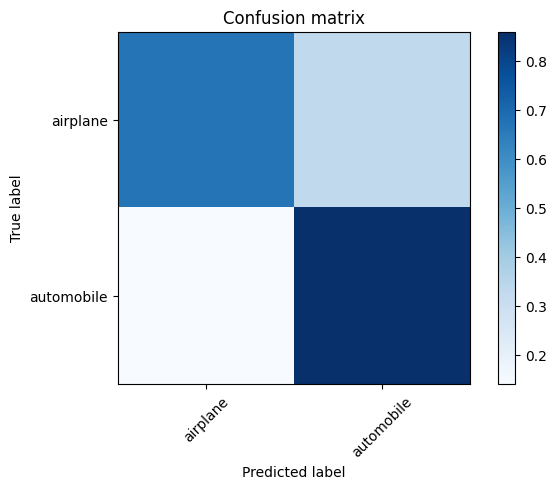 Confusion matrix
True label
airplane
automobile
airplane
automobile
Predicted label
0.8
0.7
0.6
0.5
0.4
0.3
0.2